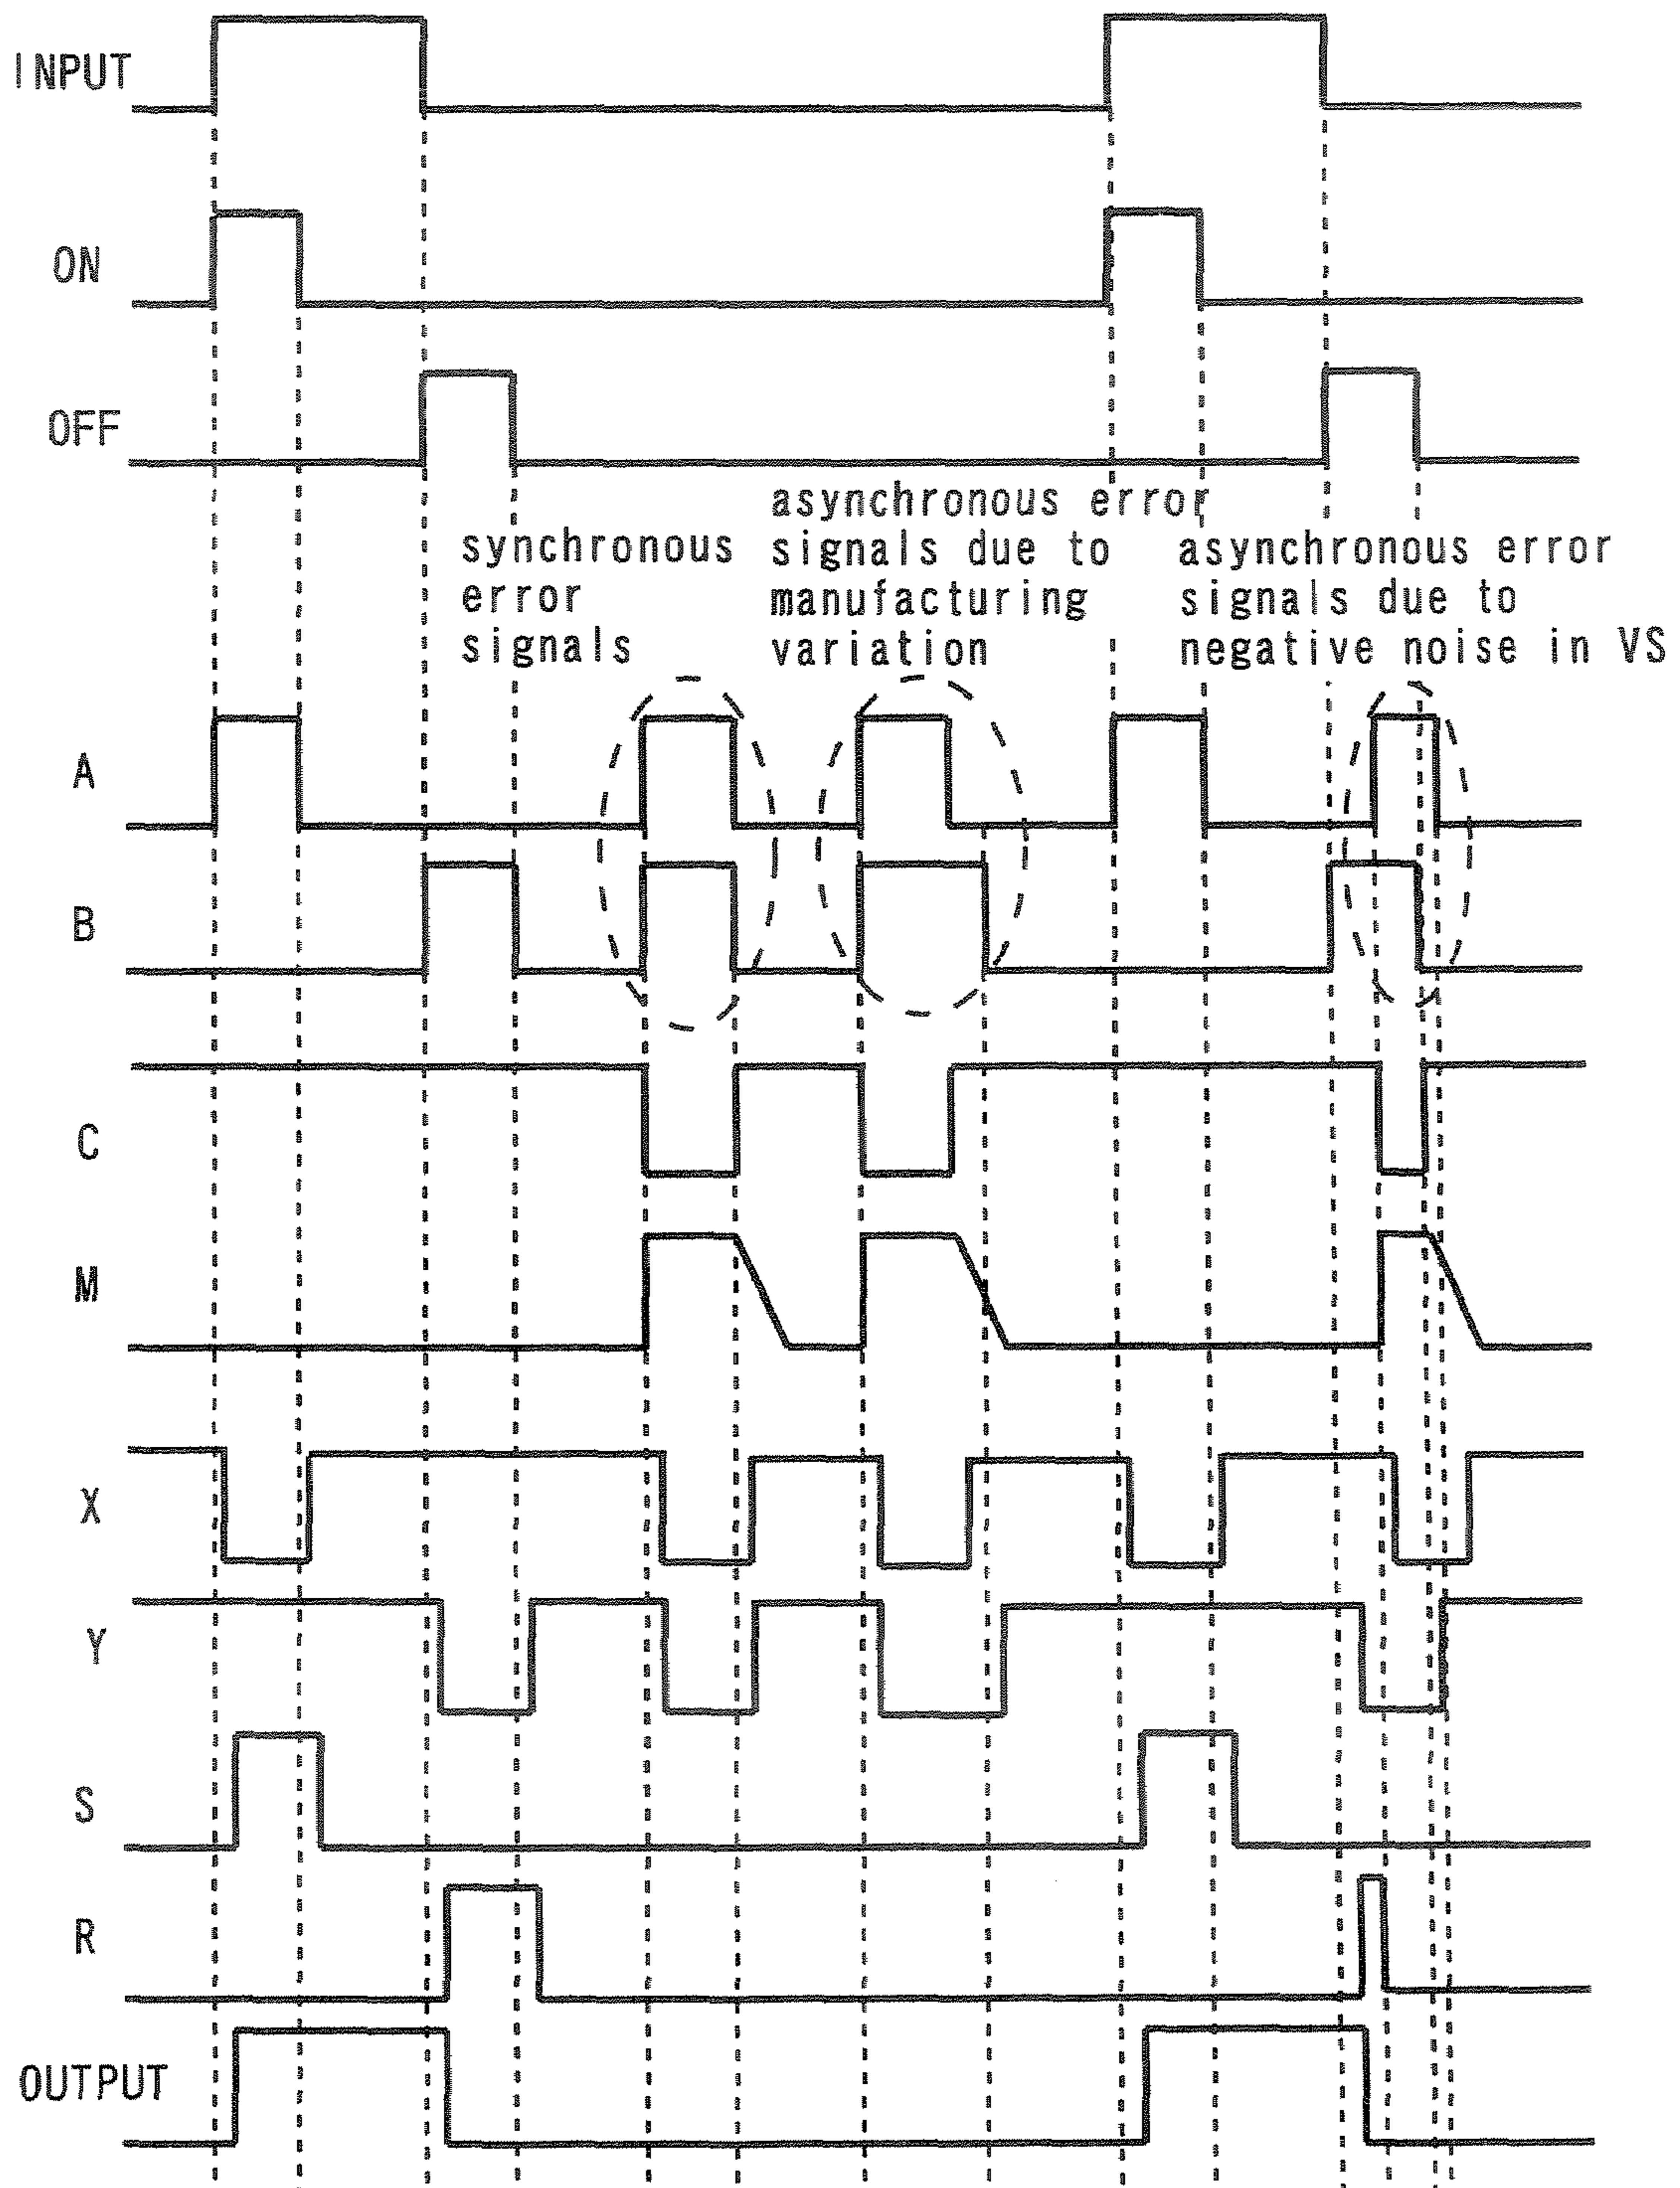 INPUT
ON
OFF
synchronous
error
signals
asynchronous error
signals due to
manufacturing
variation
asynchronous error
signals due to
negative noise in VS
A
B
C
M
X
Y
S
R
OUTPUT